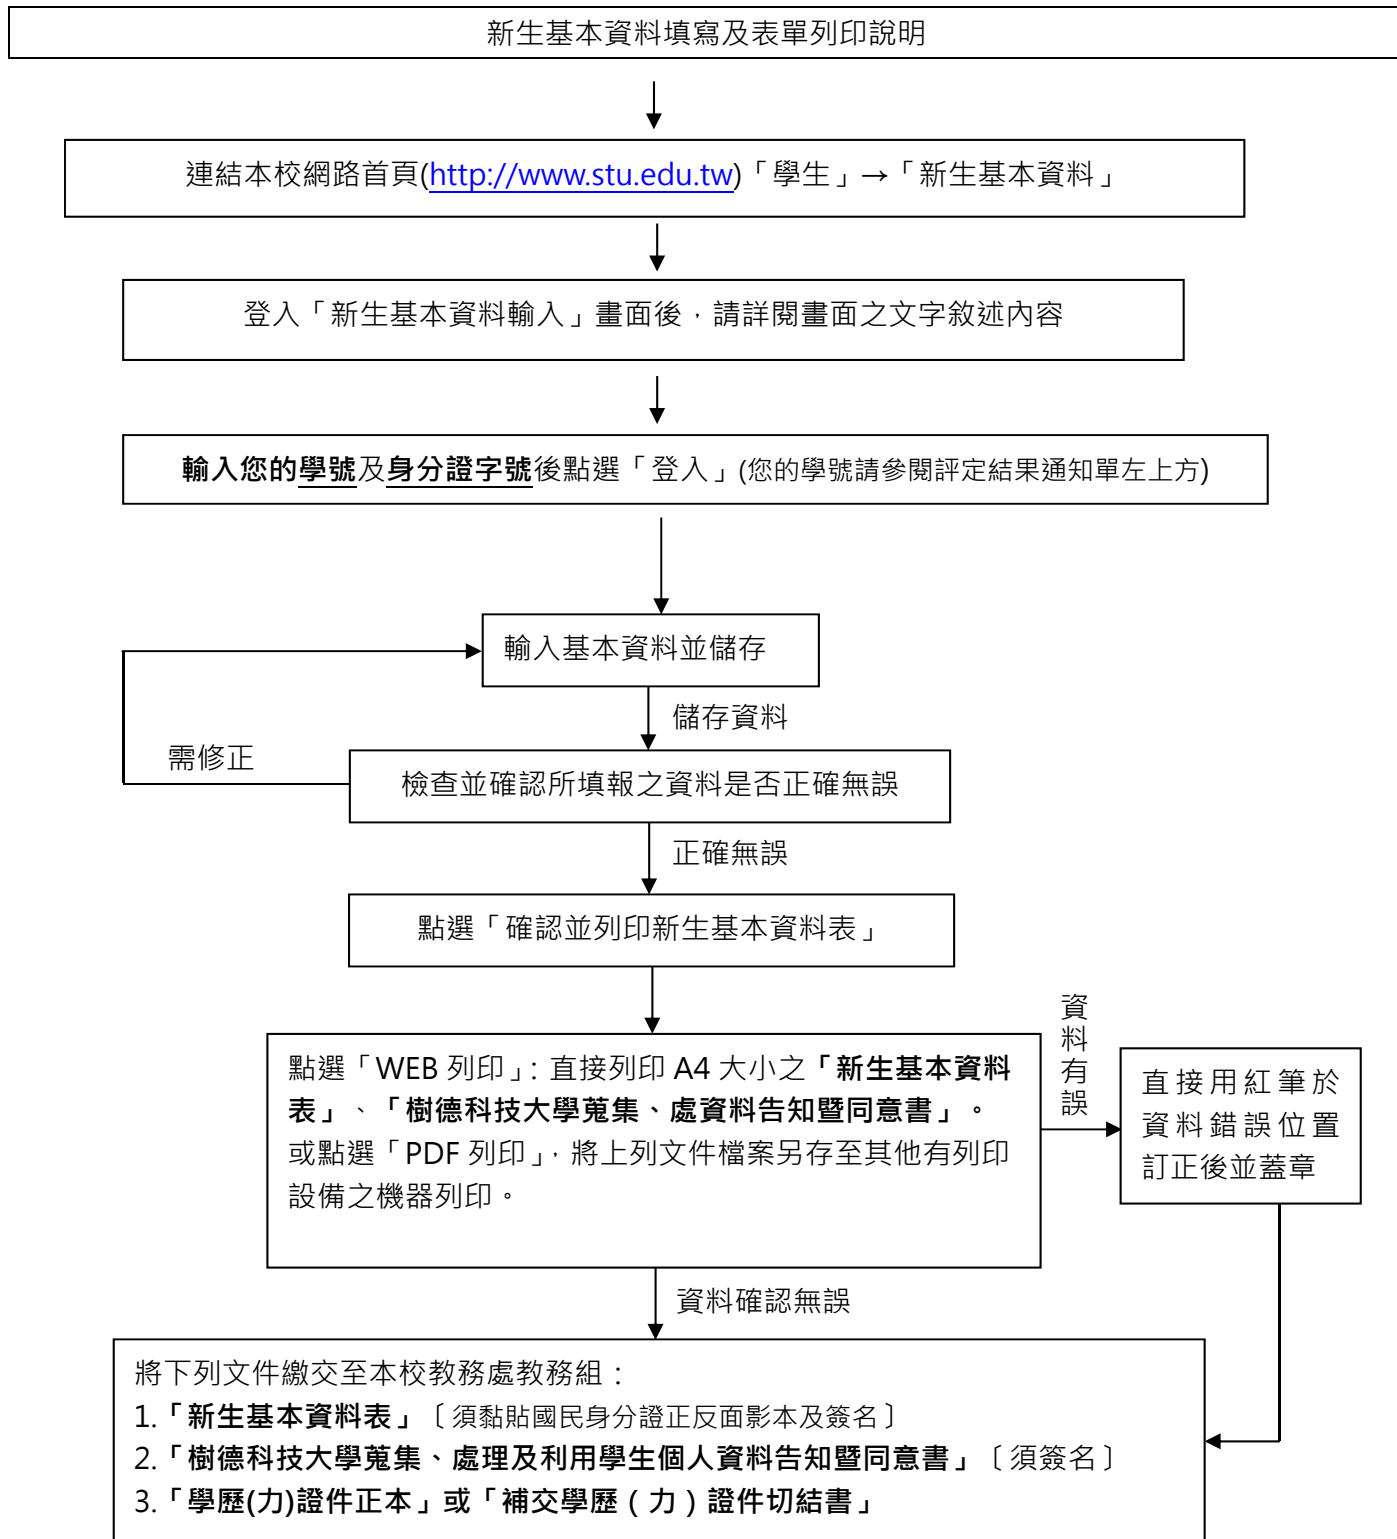 新生基本資料填寫及表單列印說明
連結本校網路首頁(http://www.stu.edu.tw)「學生」→「新生基本資料」
登入「新生基本資料輸入」畫面後，請詳閱畫面之文字敘述內容
輸入您的學號及身分證字號後點選「登入」(您的學號請參閱評定結果通知單左上方)
輸入基本資料並儲存
儲存資料
需修正
檢查並確認所填報之資料是否正確無誤
正確無誤
點選「確認並列印新生基本資料表」
點選「WEB 列印」：直接列印 A4 大小之「新生基本資料
表」、「樹德科技大學蒐集、處資料告知暨同意書」。
或點選「PDF 列印」，將上列文件檔案另存至其他有列印
設備之機器列印。
資料有誤
直接用紅筆於
資料錯誤位置
訂正後並蓋章
資料確認無誤
將下列文件繳交至本校教務處教務組：
1.「新生基本資料表」〔須黏貼國民身分證正反面影本及簽名〕
2.「樹德科技大學蒐集、處理及利用學生個人資料告知暨同意書」〔須簽名〕
3.「學歷(力)證件正本」或「補交學歷（力）證件切結書」